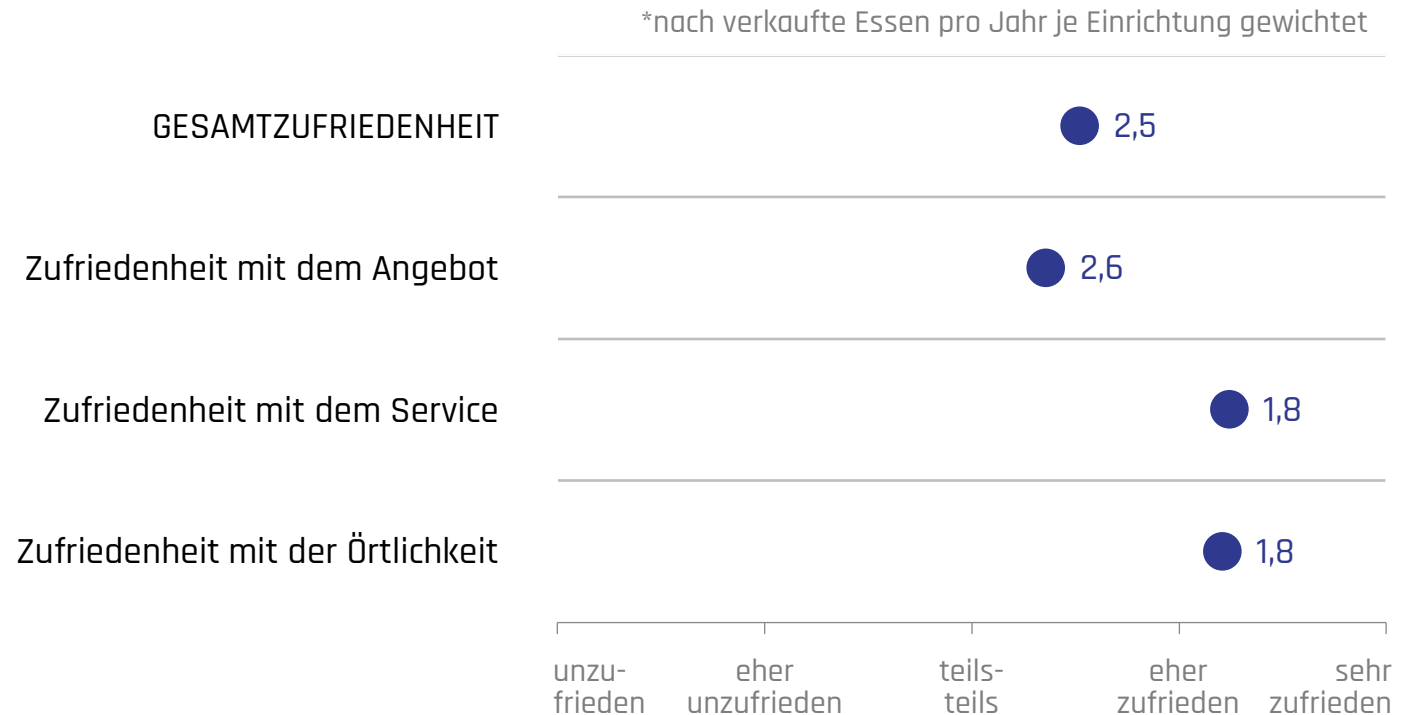 *nach verkaufte Essen pro Jahr je Einrichtung gewichtet
GESAMTZUFRIEDENHEIT
2,5
Zufriedenheit mit dem Angebot
2,6
Zufriedenheit mit dem Service
1,8
Zufriedenheit mit der Örtlichkeit
1,8
unzu-
frieden
eher
unzufrieden
teils-
teils
eher
zufrieden
sehr
zufrieden